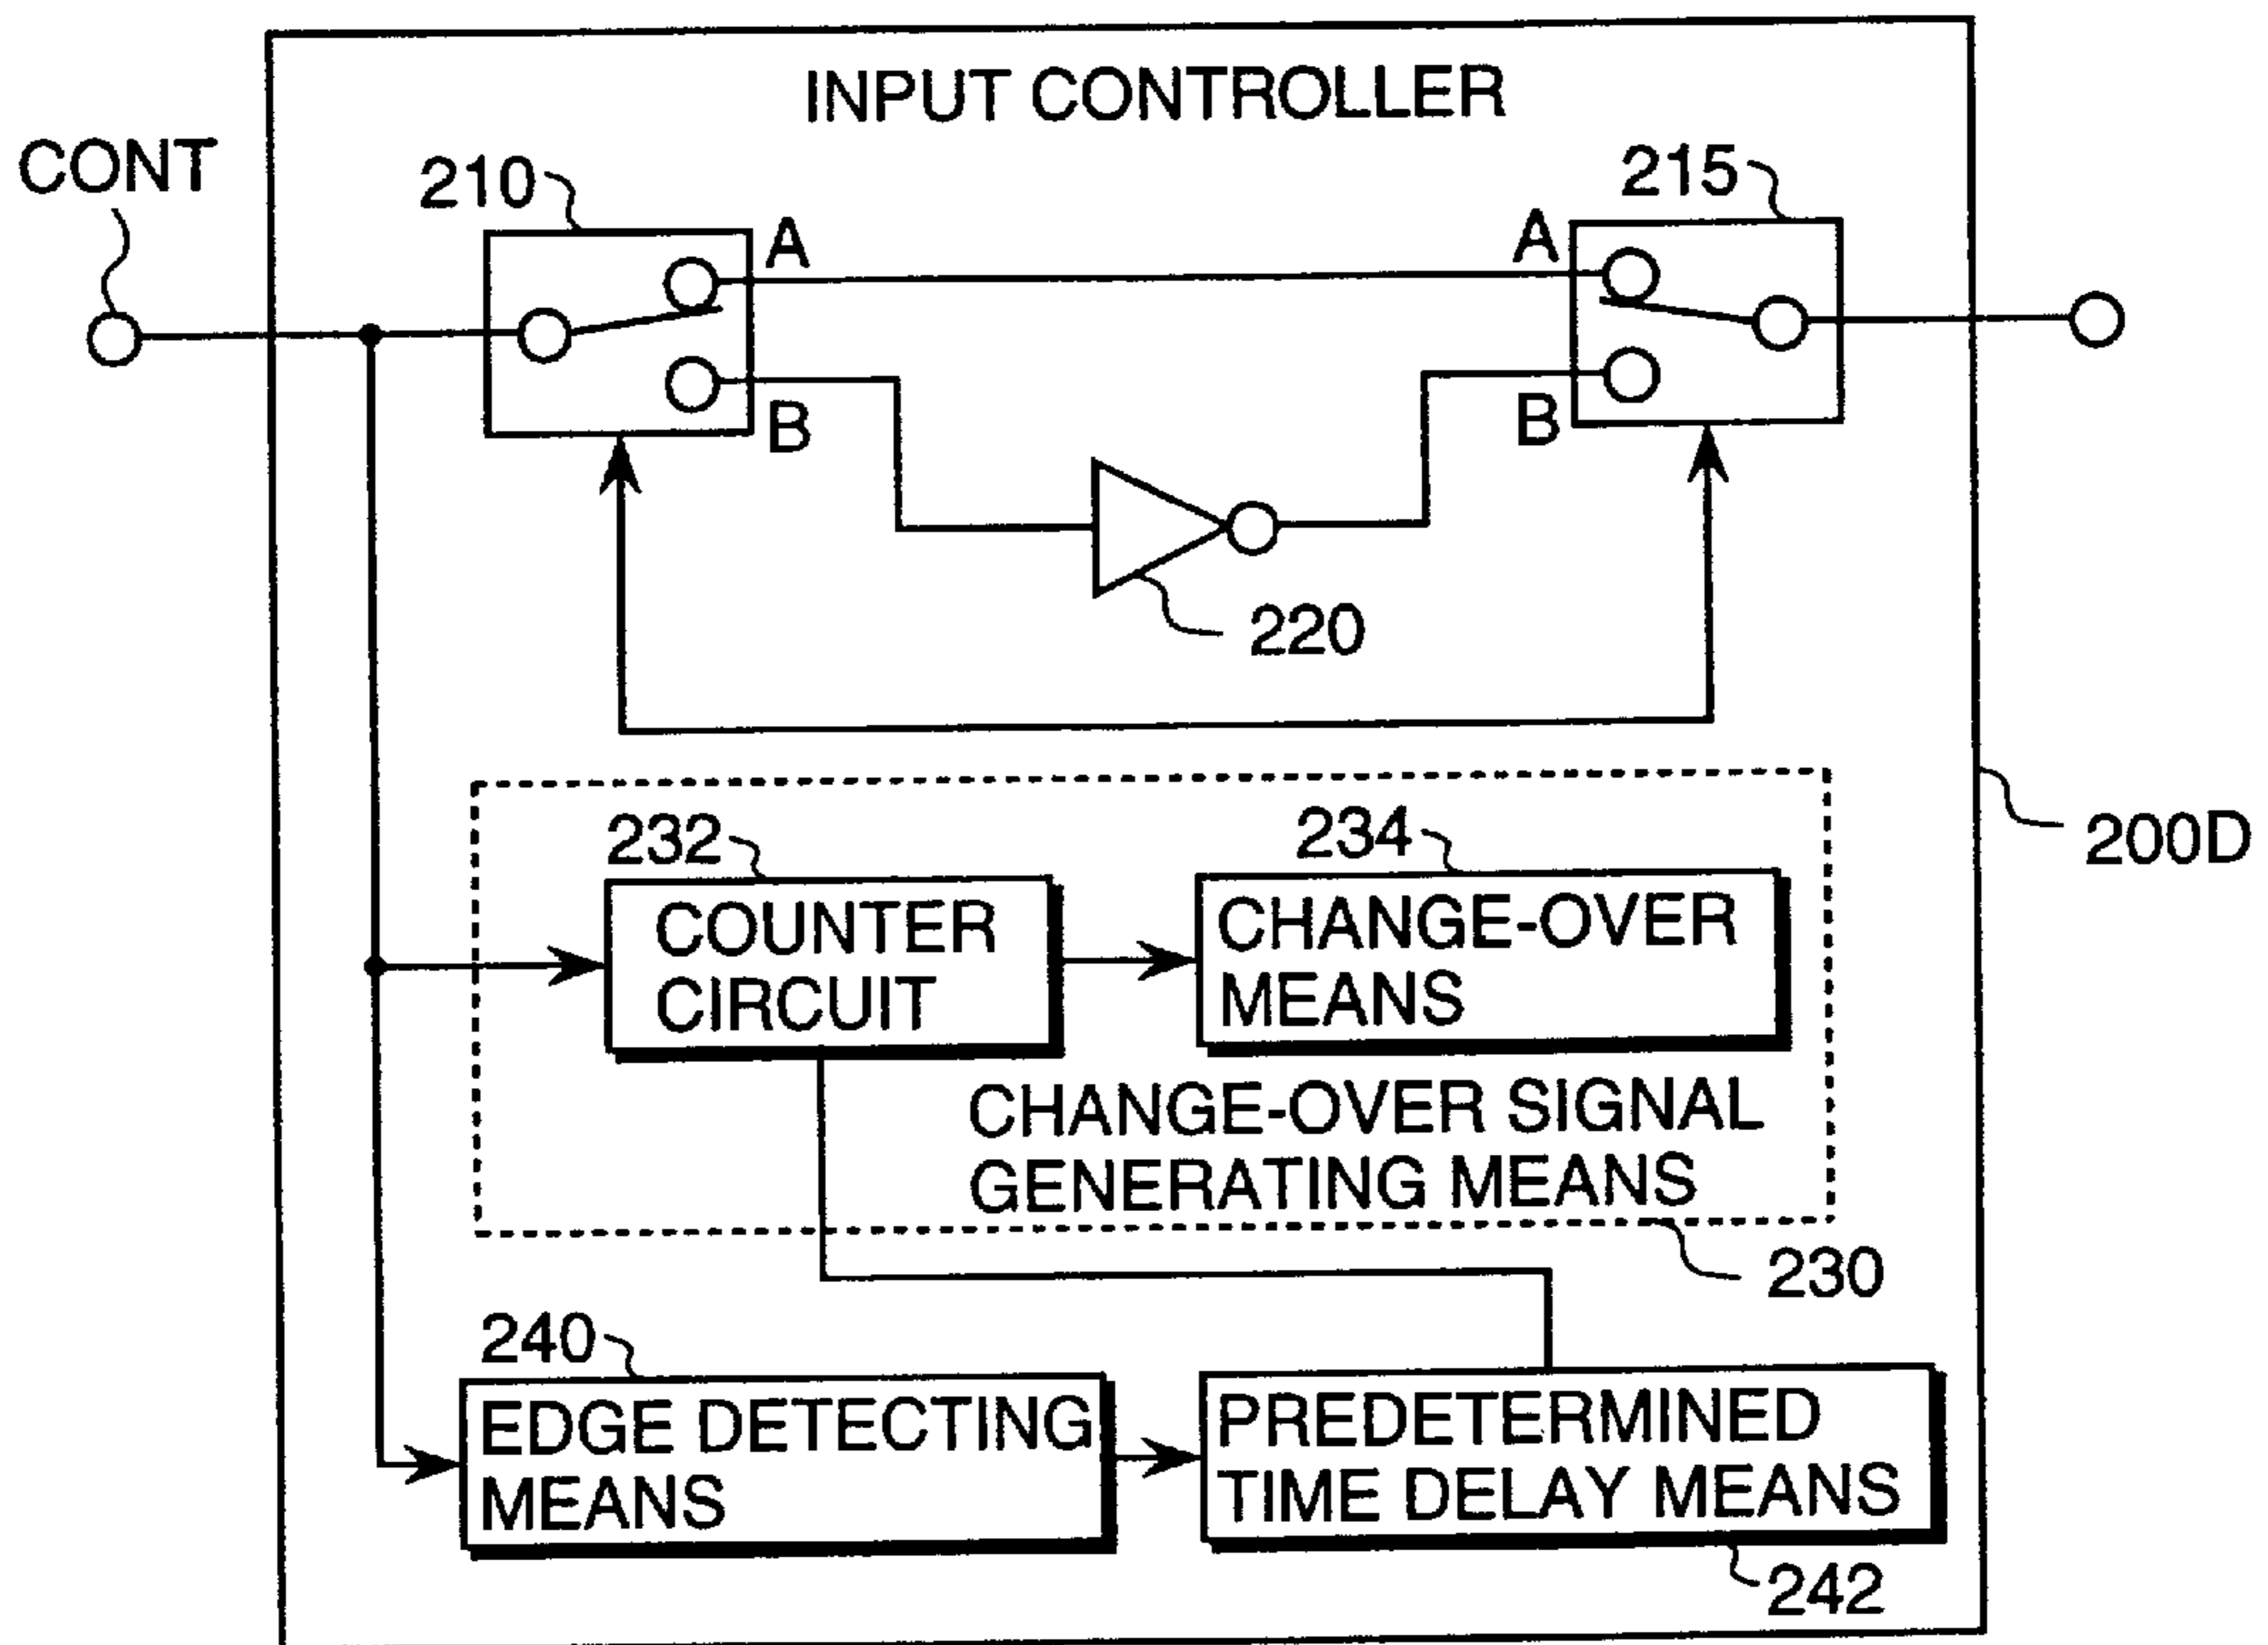 INPUT CONTROLLER
CONT
210
215
A
A
B
B
220
200D
232
234
COUNTER
CIRCUIT
CHANGE-OVER
MEANS
CHANGE-OVER SIGNAL
GENERATING MEANS
230
240
EDGE DETECTING
MEANS
PREDETERMINED
TIME DELAY MEANS
242